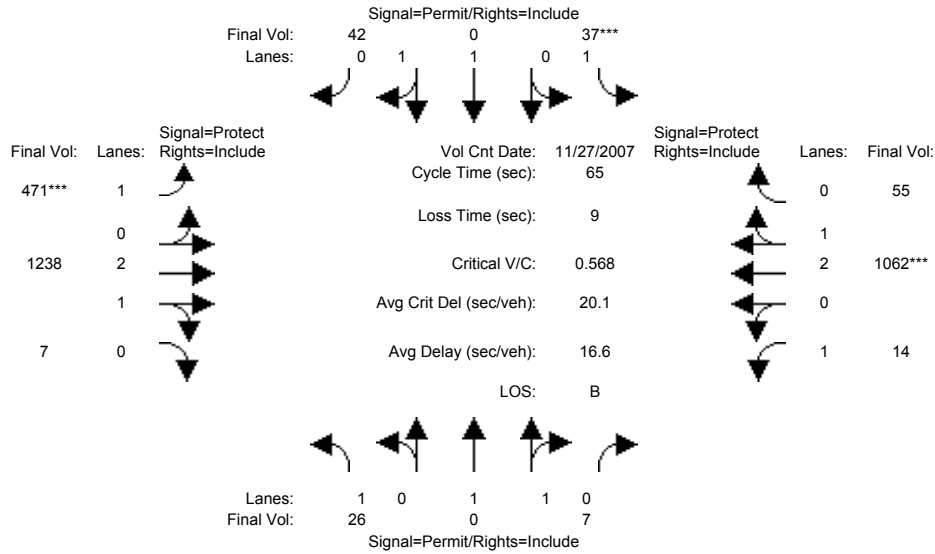 Signal=Permit/Rights=Include
Final Vol: 42 0 37***
Lanes: 0 1 1 0 1
Signal=Protect
Final Vol: Lanes: Rights=Include
Vol Cnt Date: 11/27/2007
Signal=Protect
Rights=Include Lanes: Final Vol:
Cycle Time (sec): 65
471*** 1
0 55
Loss Time (sec): 9
0
1
1238 2
Critical V/C: 0.568
2 1062***
1
Avg Crit Del (sec/veh): 20.1
0
7 0
Avg Delay (sec/veh): 16.6
1 14
LOS: B
Lanes: 1 0 1 1 0
Final Vol: 26 0 7
Signal=Permit/Rights=Include